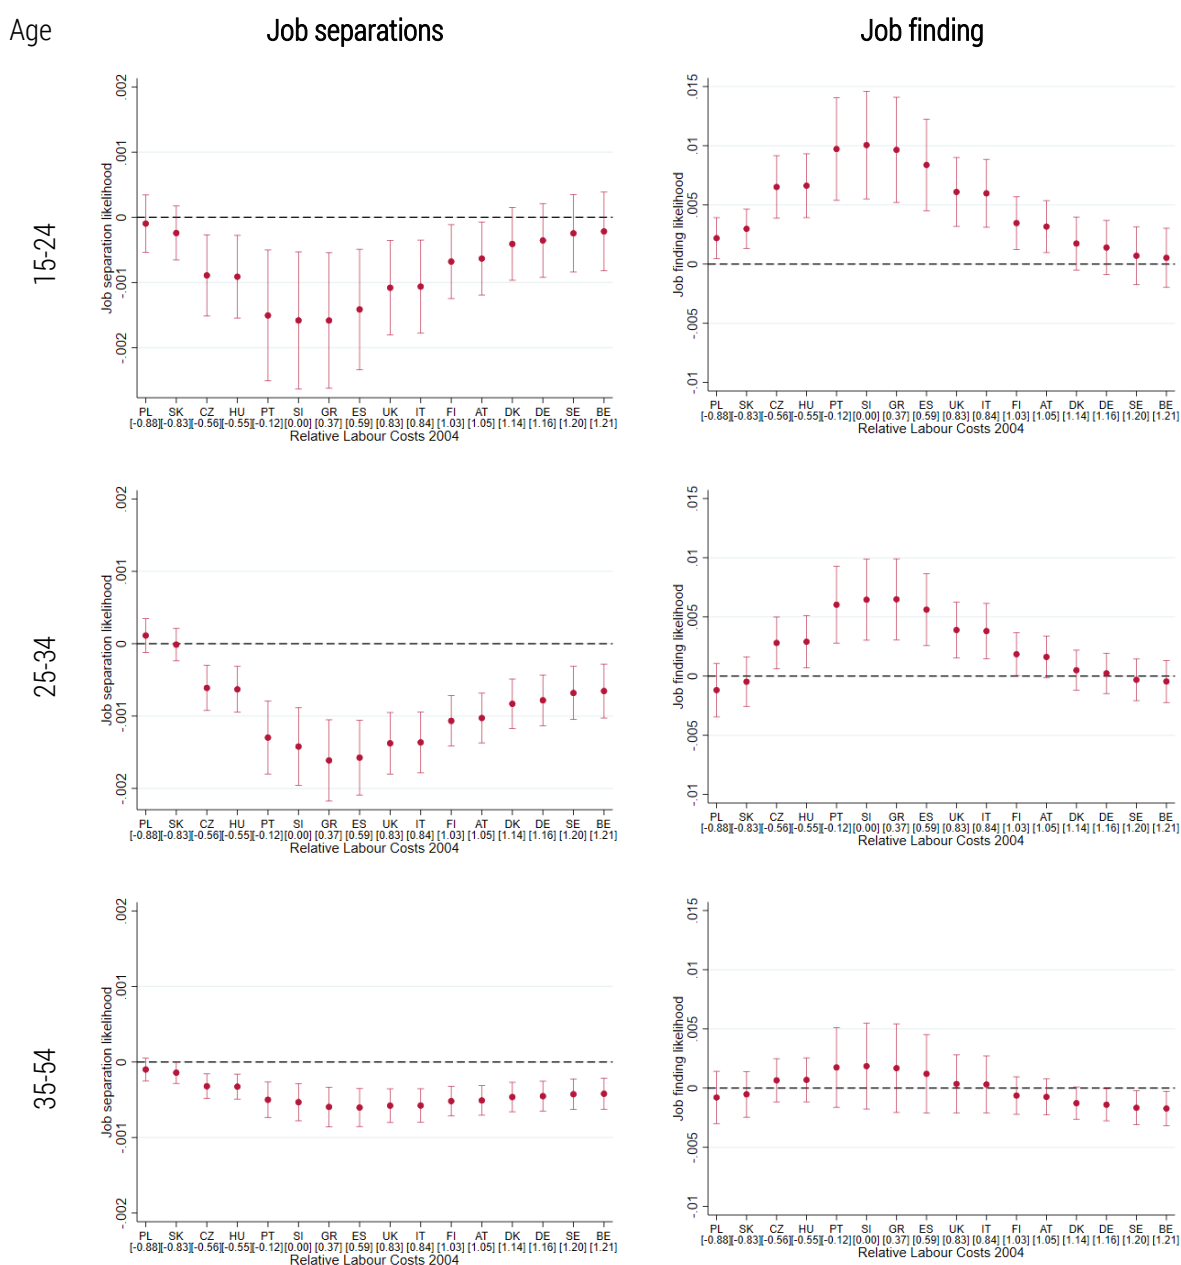 Age Job separations Job finding
15-24
Job separation likelihood
.002
.001
0
-.001
-.002
PL SK CZ HU PT SI GR ES UK IT FI AT DK DE SE BE
[-0.88][-0.83][-0.56][-0.55][-0.12][0.00] [0.37] [0.59] [0.83] [0.84] [1.03] [1.05] [1.14] [1.16] [1.20] [1.21]
Relative Labour Costs 2004
Job finding likelihood
.015
.01
.005
0
-.005
-.01
PL SK CZ HU PT SI GR ES UK IT FI AT DK DE SE BE
[-0.88][-0.83][-0.56][-0.55][-0.12][0.00] [0.37] [0.59] [0.83] [0.84] [1.03] [1.05] [1.14] [1.16] [1.20] [1.21]
Relative Labour Costs 2004
25-34
Job separation likelihood
.002
.001
0
-.001
-.002
PL SK CZ HU PT SI GR ES UK IT FI AT DK DE SE BE
[-0.88][-0.83][-0.56][-0.55][-0.12][0.00] [0.37] [0.59] [0.83] [0.84] [1.03] [1.05] [1.14] [1.16] [1.20] [1.21]
Relative Labour Costs 2004
Job finding likelihood
.015
.01
.005
0
-.005
-.01
PL SK CZ HU PT SI GR ES UK IT FI AT DK DE SE BE
[-0.88][-0.83][-0.56][-0.55][-0.12][0.00] [0.37] [0.59] [0.83] [0.84] [1.03] [1.05] [1.14] [1.16] [1.20] [1.21]
Relative Labour Costs 2004
35-54
Job separation likelihood
.002
.001
0
-.001
-.002
PL SK CZ HU PT SI GR ES UK IT FI AT DK DE SE BE
[-0.88][-0.83][-0.56][-0.55][-0.12][0.00] [0.37] [0.59] [0.83] [0.84] [1.03] [1.05] [1.14] [1.16] [1.20] [1.21]
Relative Labour Costs 2004
Job finding likelihood
.015
.01
.005
0
-.005
-.01
PL SK CZ HU PT SI GR ES UK IT FI AT DK DE SE BE
[-0.88][-0.83][-0.56][-0.55][-0.12][0.00] [0.37] [0.59] [0.83] [0.84] [1.03] [1.05] [1.14] [1.16] [1.20] [1.21]
Relative Labour Costs 2004